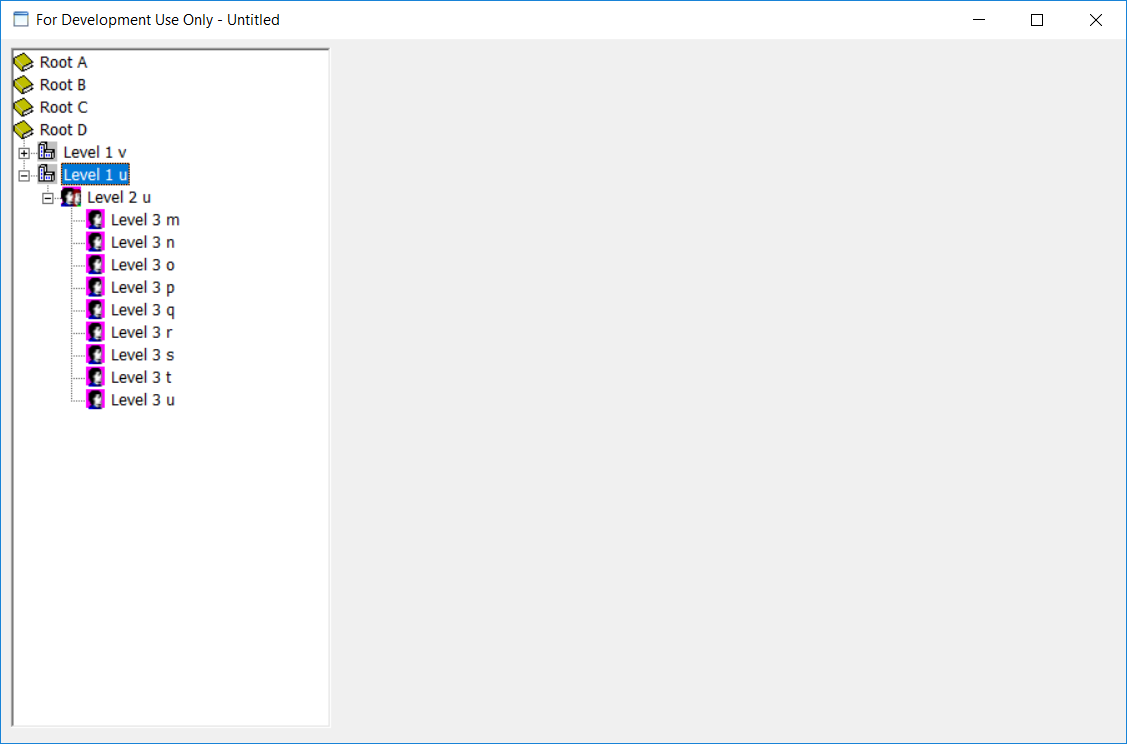 For Development Use Only - Untitled
Root A
Root B
Root C
Root D
Level 1 v
Level 1 u
Level 2 u
Level 3 m
Level 3 n
Level 3 o
Level 3 p
Level 3 q
Level 3 r
Level 3 s
Level 3 t
Level 3 u